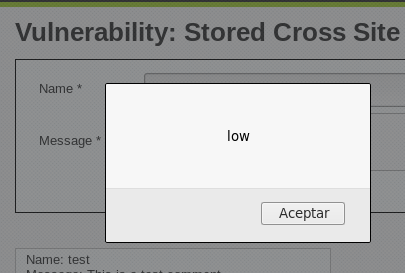 Vulnerability: Stored Cross Site
Name *
low
Message *
Aceptar
Name: test
Message: This is a test comment